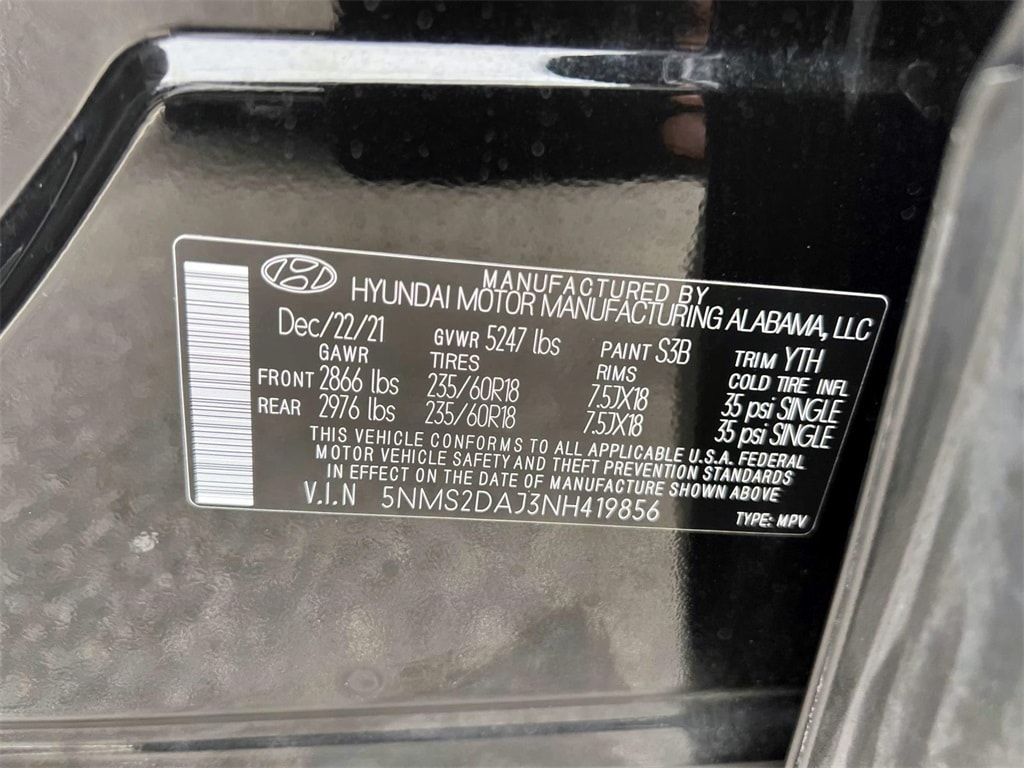 MANUFACTURED BY
HYUNDAI MOTOR MANUFACTURING ALABAMA, LLC
Dec/22/21 GVWR 5247 lbs PAINT S3B TRIM YTH
GAWR TIRES RIMS COLD TIRE INFL
FRONT 2866 lbs 235/60R18 7.5JX18 35 psi SINGLE
REAR 2976 lbs 235/60R18 7.5JX18 35 psi SINGLE
THIS VEHICLE CONFORMS TO ALL APPLICABLE U.S.A. FEDERAL
MOTOR VEHICLE SAFETY AND THEFT PREVENTION STANDARDS
IN EFFECT ON THE DATE OF MANUFACTURE SHOWN ABOVE
V.I.N 5NMS2DAJ3NH419856 TYPE: MPV